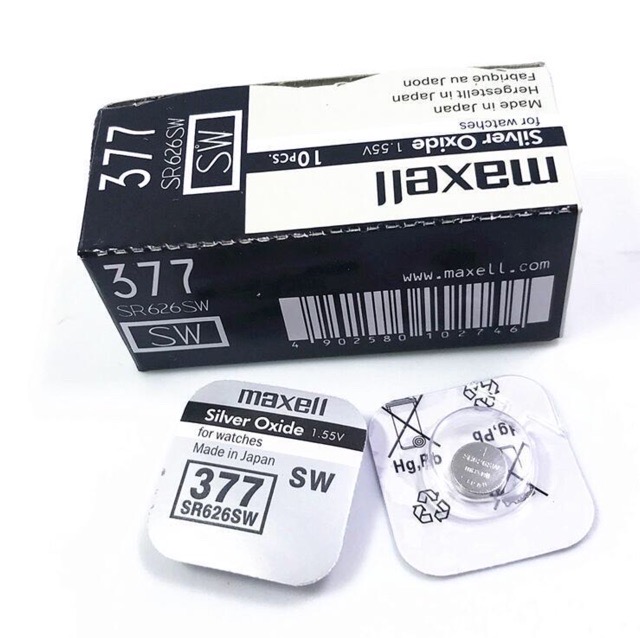 377
SR626SW
SW
maxell
Silver Oxide 1.55V
10PCS.
for watches
Made in Japan
Hergestellt in Japan
Fabriqué au Japon
377
SR626SW
SW
www.maxell.com
4 902580 102746
maxell
Silver Oxide 1.55V
for watches
Made in Japan
377
SR626SW
SW
Hg,Pb
Hg,Pb